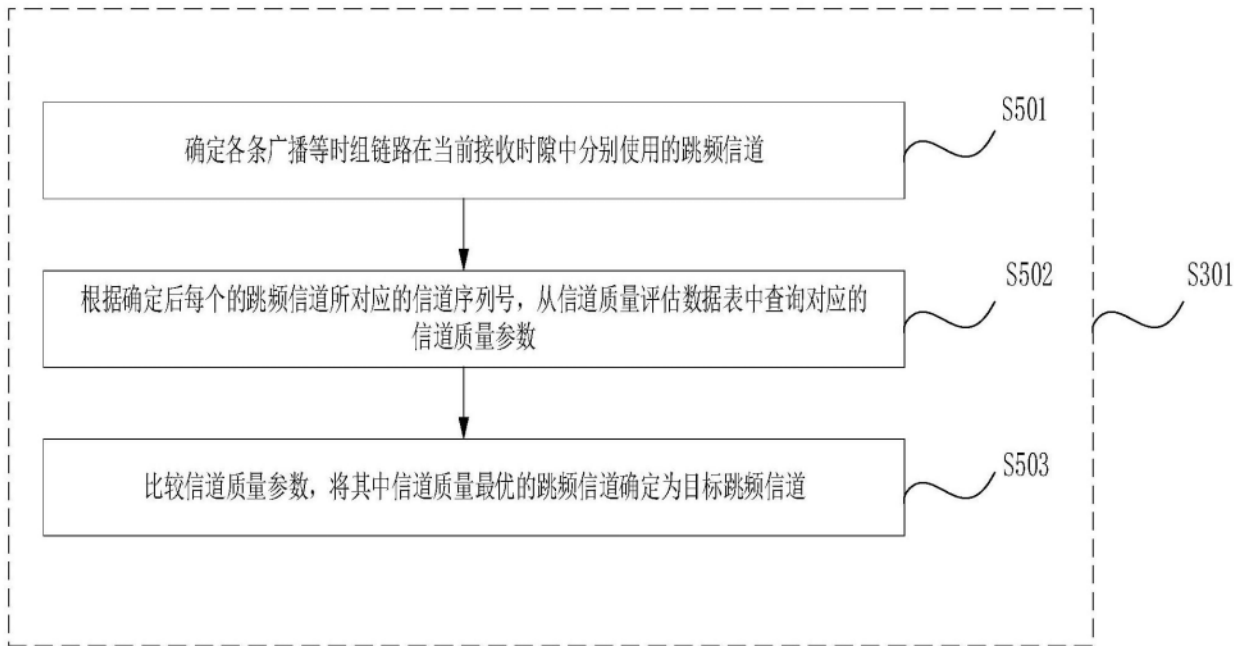 确定各条广播等时组链路在当前接收时隙中分别使用的跳频信道
S501
根据确定后每个的跳频信道所对应的信道序列号，从信道质量评估数据表中查询对应的
信道质量参数
S502
S301
比较信道质量参数，将其中信道质量最优的跳频信道确定为目标跳频信道
S503